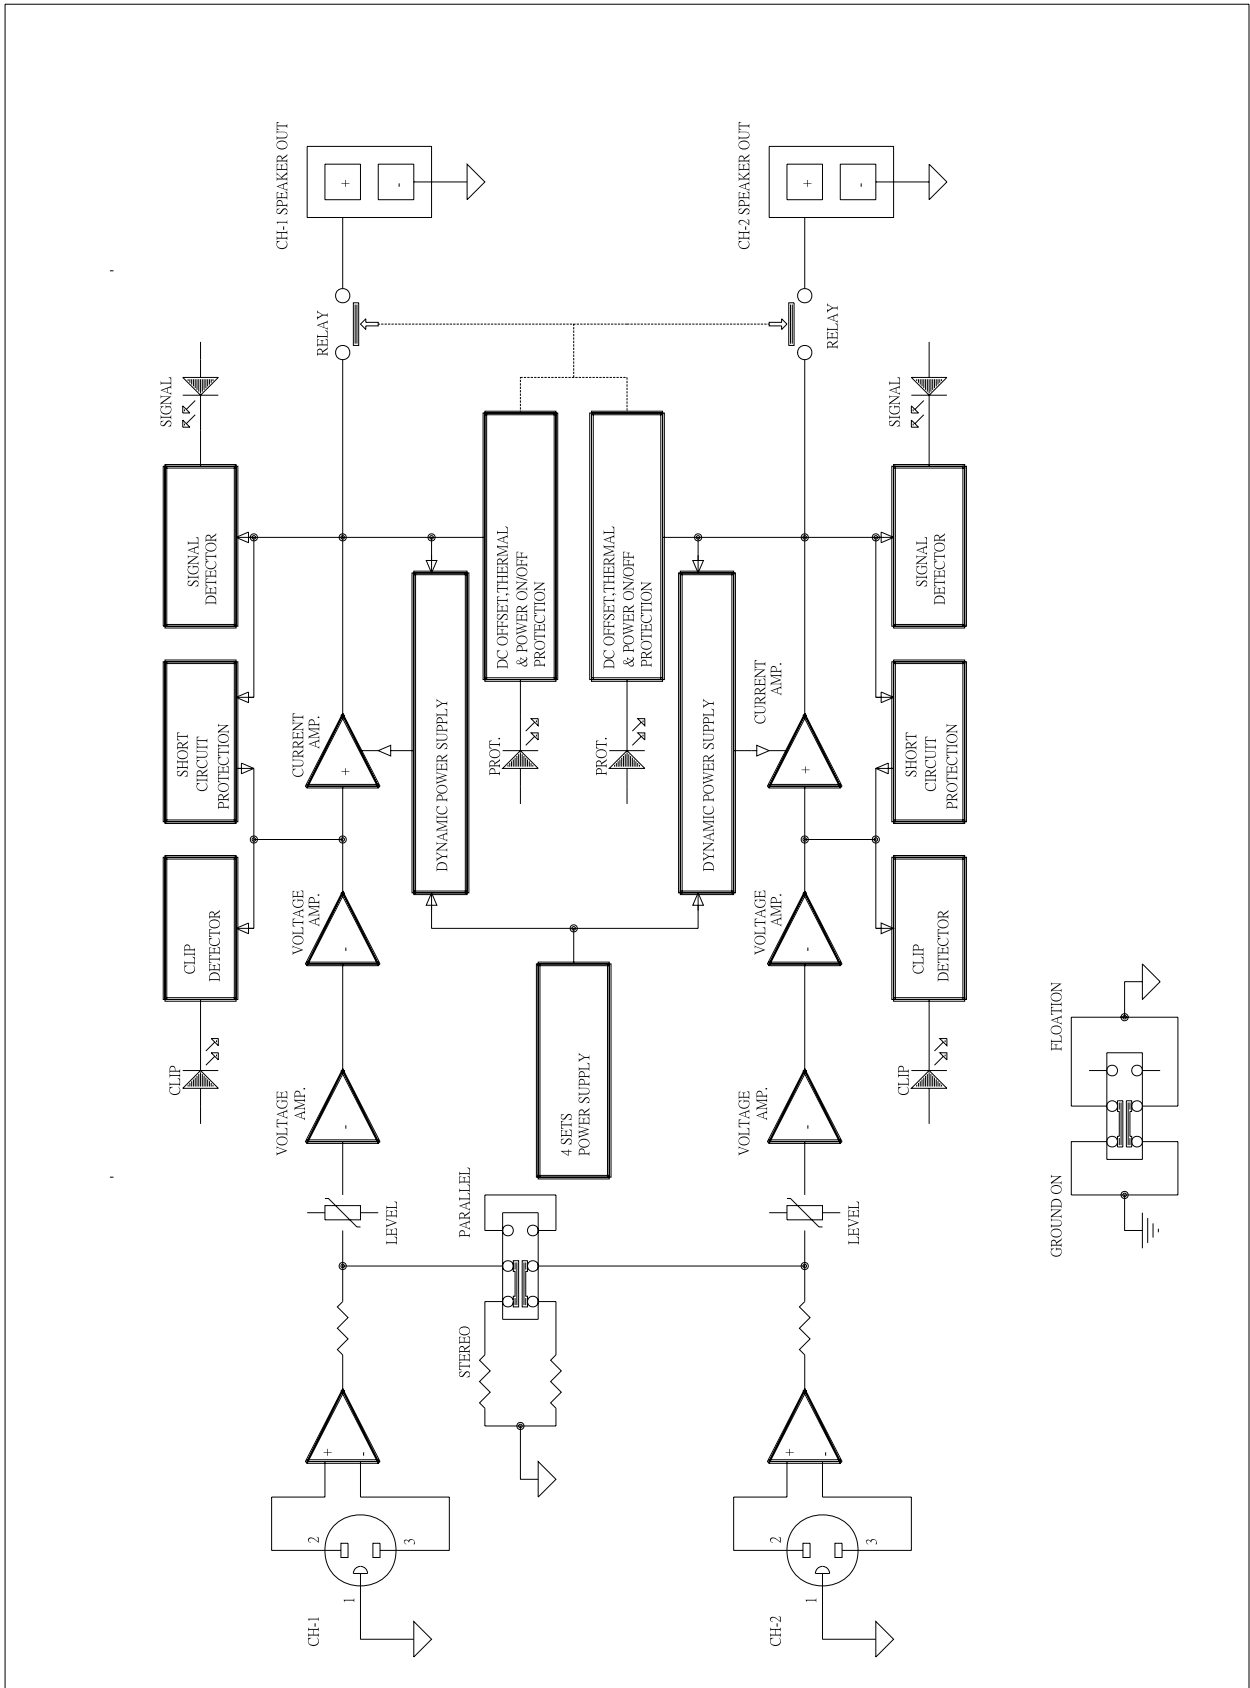 CH-1 SPEAKER OUT
+
-
CH-2 SPEAKER OUT
+
-
RELAY
RELAY
SIGNAL
SIGNAL
SIGNAL
DETECTOR
DC OFFSET,THERMAL
& POWER ON/OFF
PROTECTION
DC OFFSET,THERMAL
& POWER ON/OFF
PROTECTION
SIGNAL
DETECTOR
SHORT
CIRCUIT
PROTECTION
CURRENT
AMP.
+
PROT.
PROT.
CURRENT
AMP.
+
SHORT
CIRCUIT
PROTECTION
DYNAMIC POWER SUPPLY
DYNAMIC POWER SUPPLY
CLIP
DETECTOR
VOLTAGE
AMP.
-
VOLTAGE
AMP.
-
CLIP
DETECTOR
CLIP
CLIP
VOLTAGE
AMP.
-
4 SETS
POWER SUPPLY
VOLTAGE
AMP.
-
FLOATION
GROUND ON
LEVEL
PARALLEL
LEVEL
STEREO
+
-
+
-
CH-1
1
2
3
CH-2
1
2
3